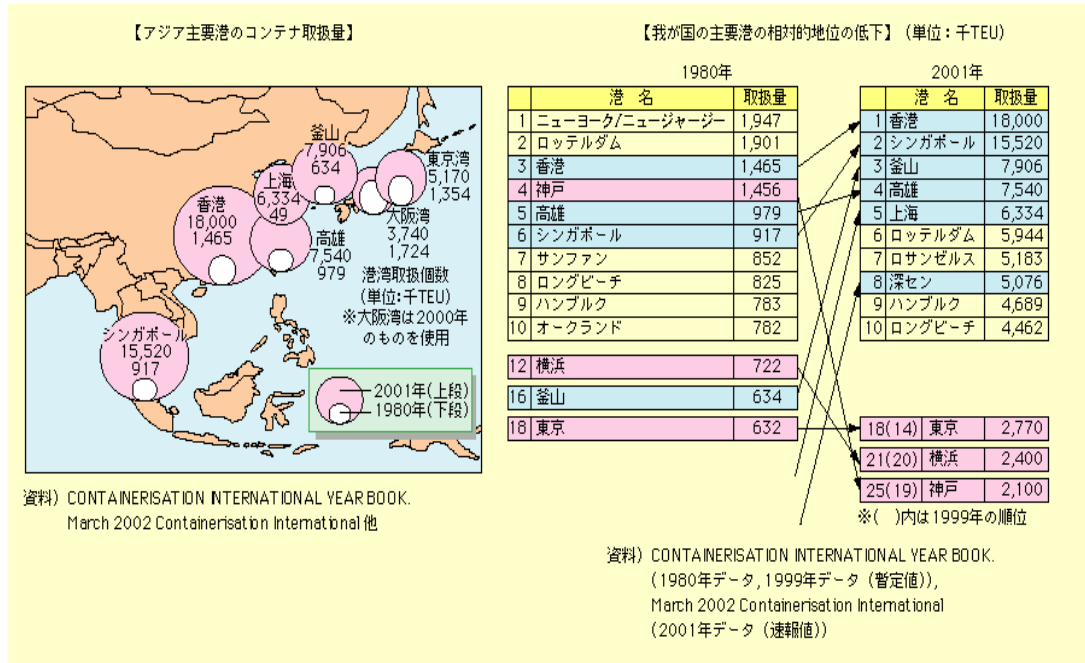 【アジア主要港のコンテナ取扱量】
釜山
7,906
634
東京湾
5,170
1,354
上海
6,334
49
大阪湾
3,740
1,724
香港
18,000
1,465
高雄
7,540
979
港湾取扱個数
(単位:千TEU)
※大阪湾は2000年
のものを使用
シンガポール
15,520
917
2001年(上段)
1980年(下段)
資料) CONTAINERISATION INTERNATIONAL YEAR BOOK.
March 2002 Containerisation International 他
【我が国の主要港の相対的地位の低下】(単位:千TEU)
1980年
港 名 取扱量
1 ニューヨーク/ニュージャージー 1,947
2 ロッテルダム 1,901
3 香港 1,465
4 神戸 1,456
5 高雄 979
6 シンガポール 917
7 サンファン 852
8 ロングビーチ 825
9 ハンブルク 783
10 オークランド 782
12 横浜 722
16 釜山 634
18 東京 632
2001年
港 名 取扱量
1 香港 18,000
2 シンガポール 15,520
3 釜山 7,906
4 高雄 7,540
5 上海 6,334
6 ロッテルダム 5,944
7 ロサンゼルス 5,183
8 深セン 5,076
9 ハンブルク 4,689
10 ロングビーチ 4,462
18(14) 東京 2,770
21(20) 横浜 2,400
25(19) 神戸 2,100
※( )内は1999年の順位
資料) CONTAINERISATION INTERNATIONAL YEAR BOOK.
(1980年データ,1999年データ(暫定値)),
March 2002 Containerisation International
(2001年データ(速報値))